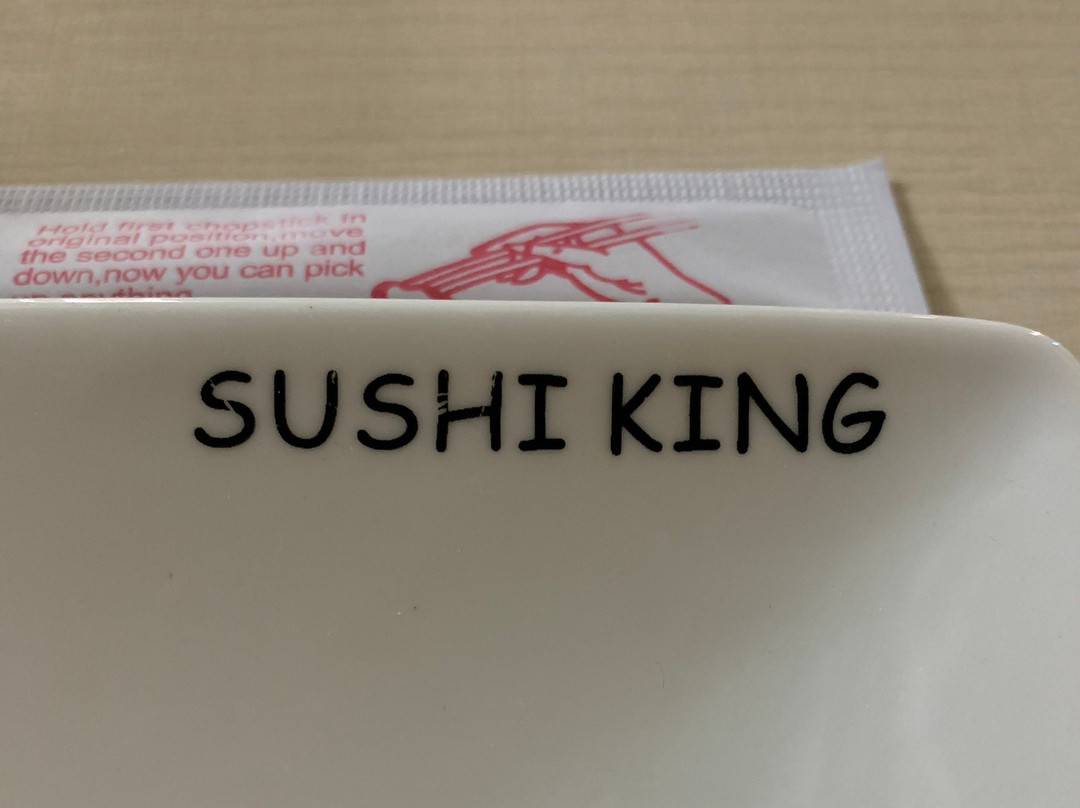 Hold first chopstick in
original position,move
the second one up and
down,now you can pick
anything
SUSHI KING